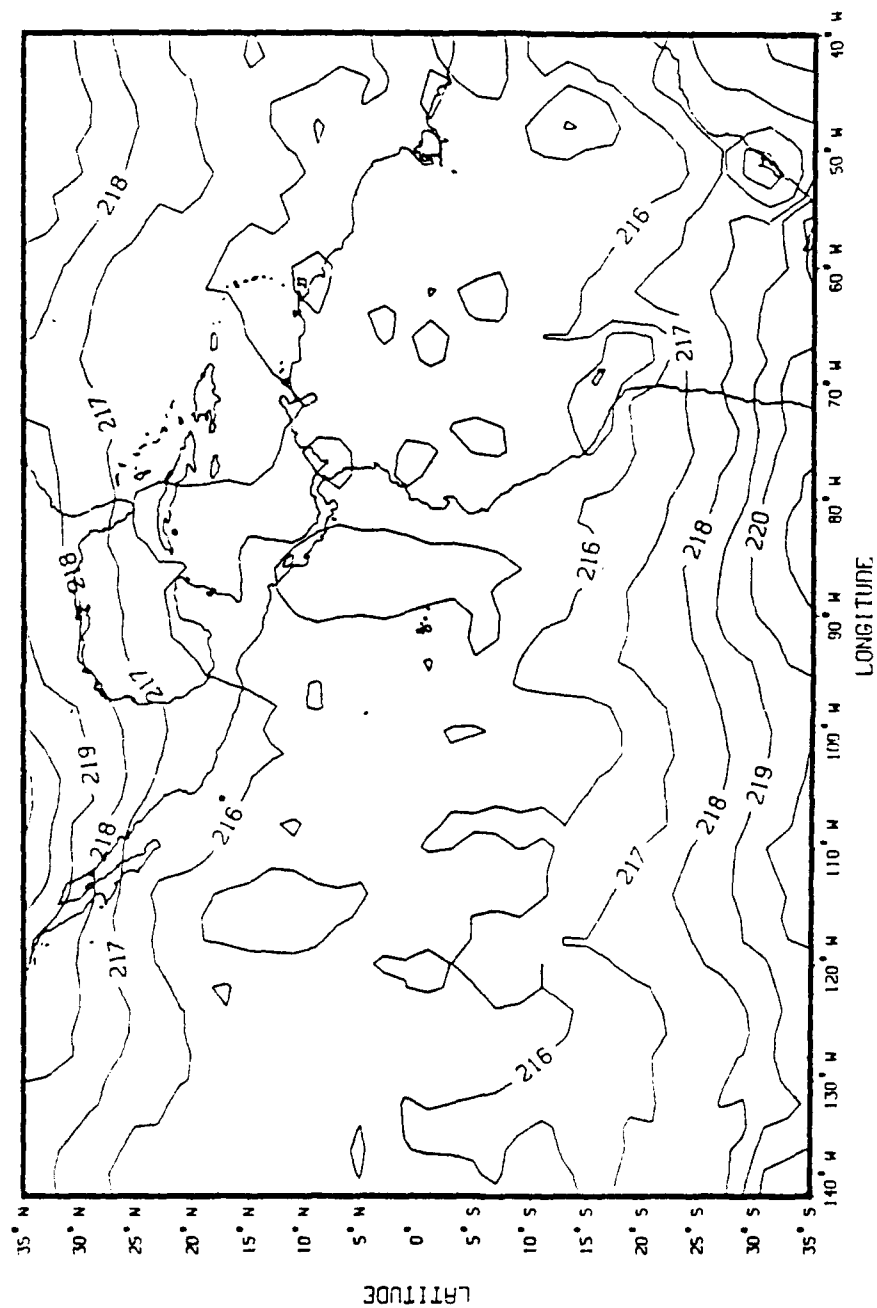 35° N
30° N
25° N
20° N
15° N
10° N
5° N
0°
5° S
10° S
15° S
20° S
25° S
30° S
35° S
LATITUDE
218
219
217
218
218
217
217
216
216
216
216
217
217
218
218
219
220
140° W
130° W
120° W
110° W
100° W
90° W
80° W
70° W
60° W
50° W
40° W
LONGITUDE